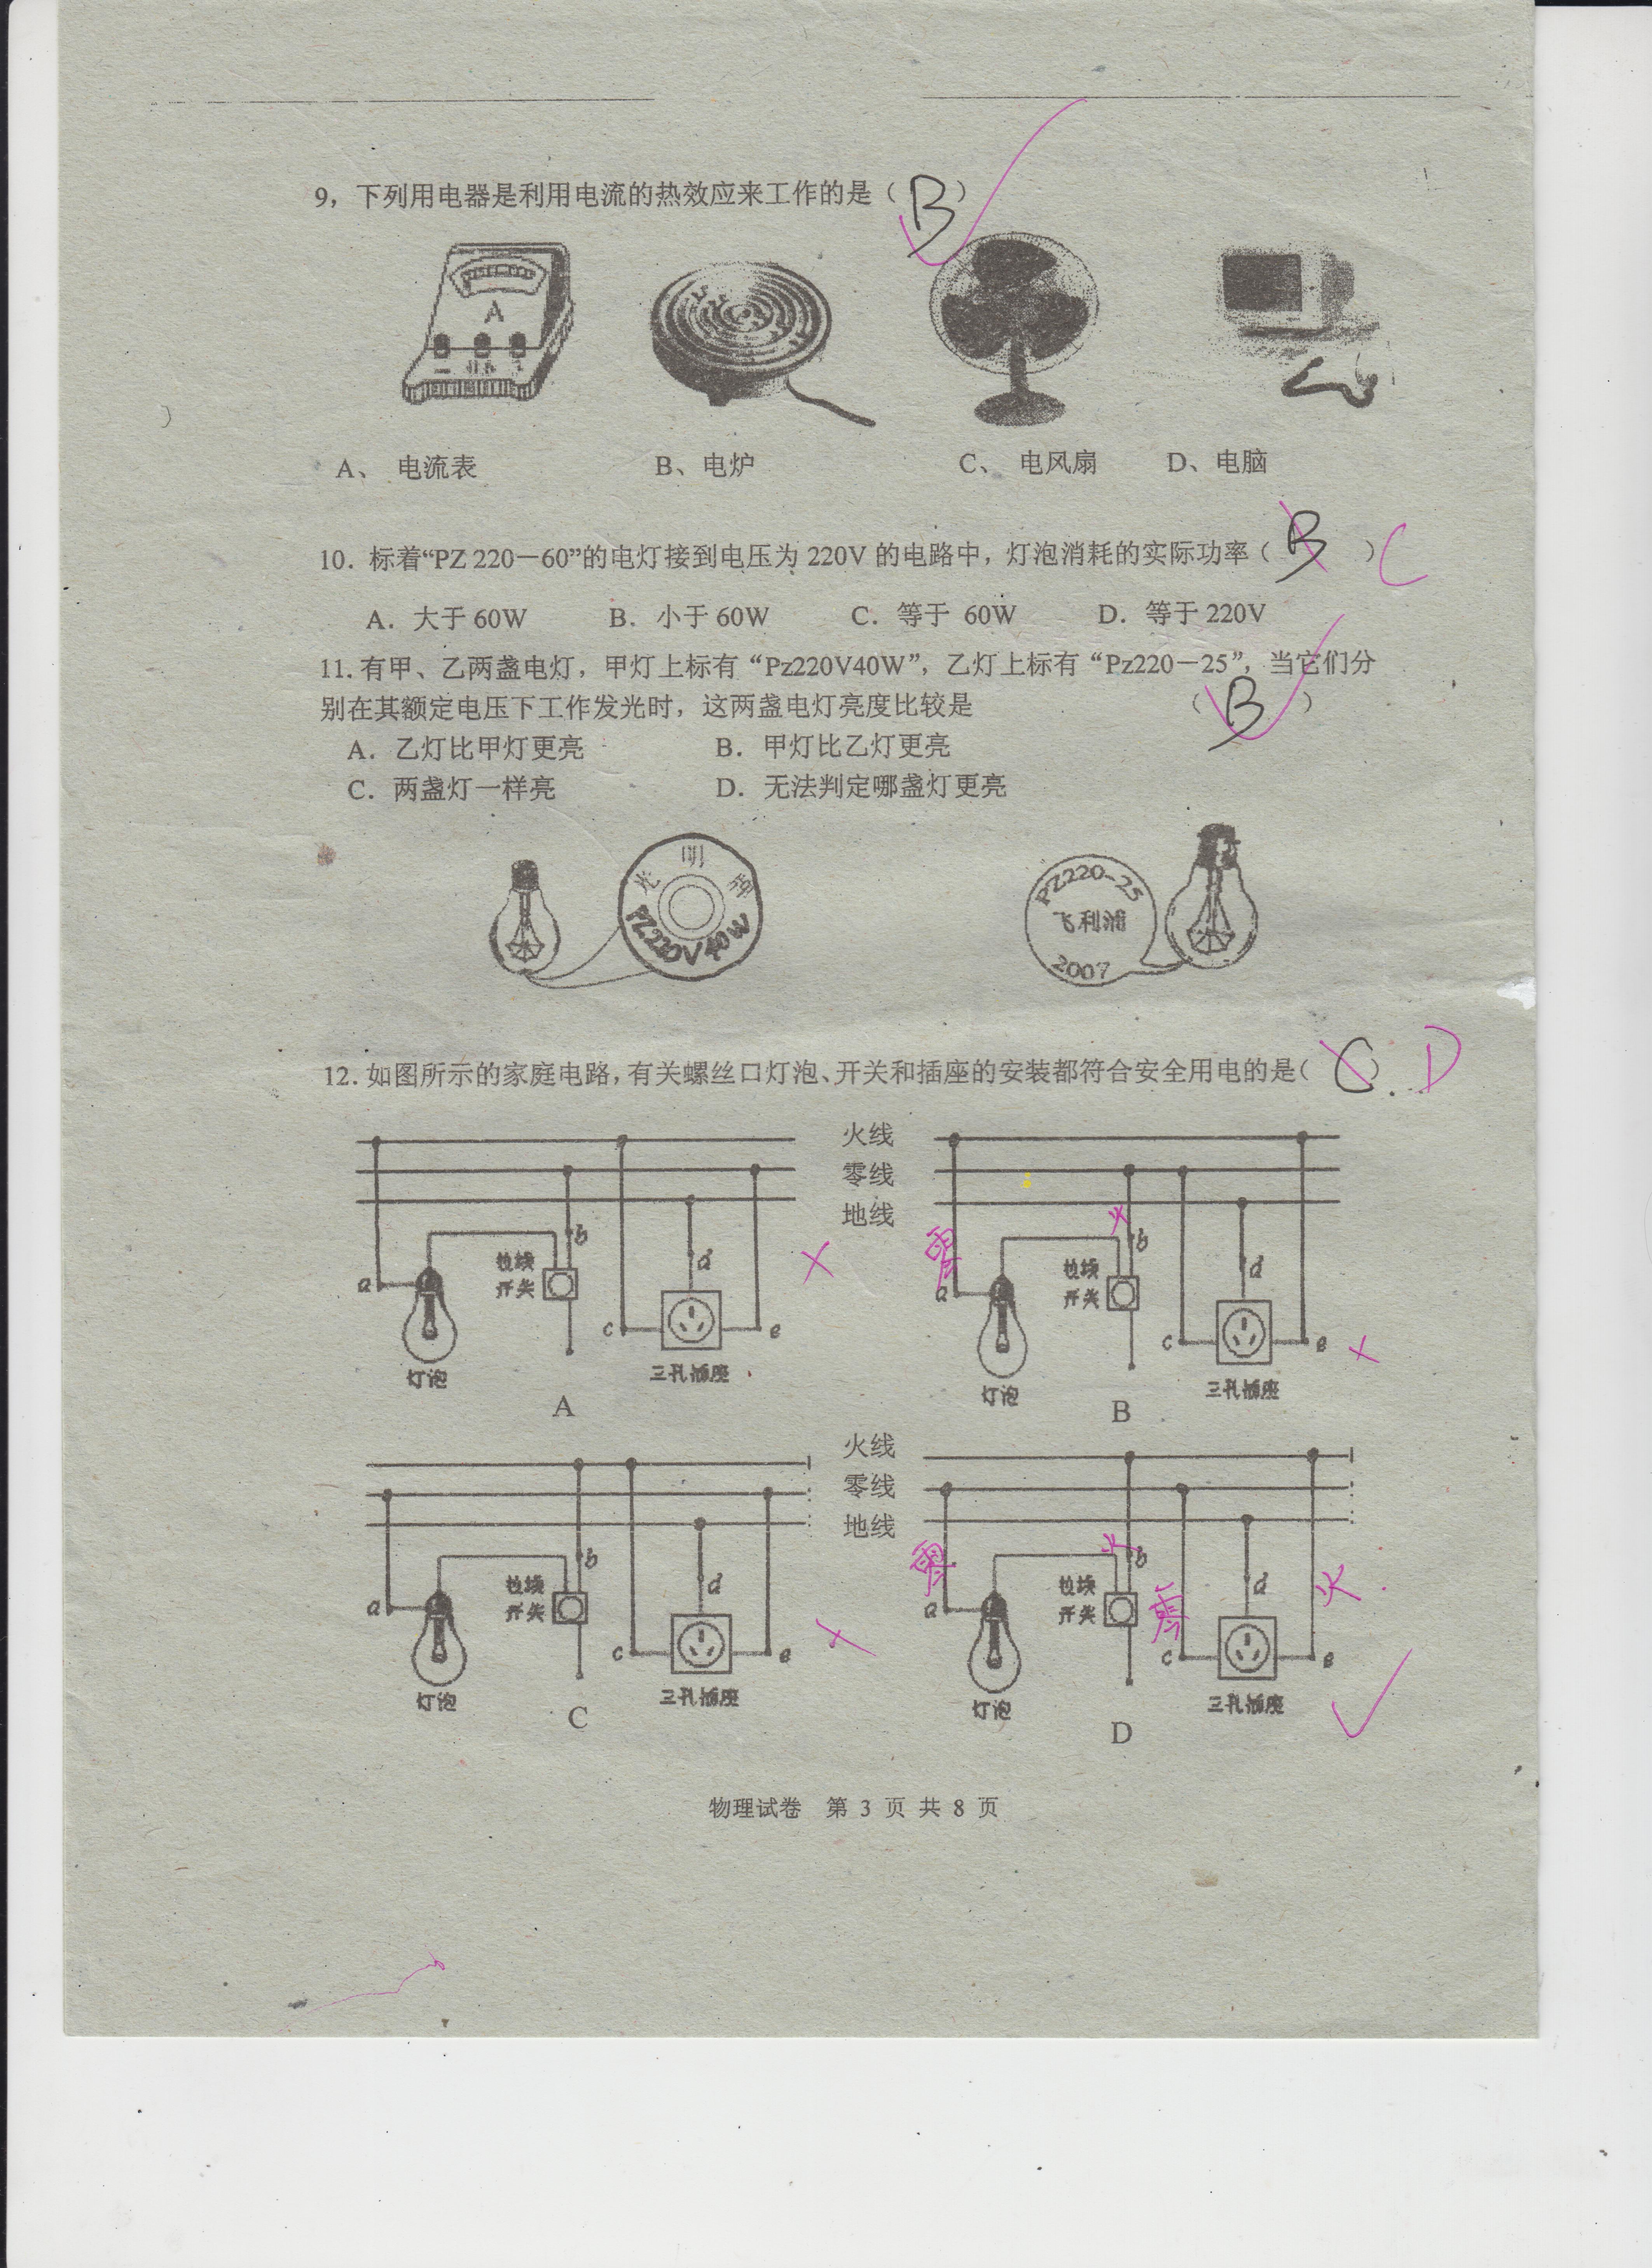 9，下列用电器是利用电流的热效应来工作的是（ B ）
A
A、 电流表 B、电炉 C、 电风扇 D、电脑
10．标着“PZ 220－60”的电灯接到电压为 220V 的电路中，灯泡消耗的实际功率（ B ） C
A．大于 60W B．小于 60W C．等于 60W D．等于 220V
11.有甲、乙两盏电灯，甲灯上标有“Pz220V40W”，乙灯上标有“Pz220－25”，当它们分
别在其额定电压下工作发光时，这两盏电灯亮度比较是 （ B ）
A．乙灯比甲灯更亮 B．甲灯比乙灯更亮
C．两盏灯一样亮 D．无法判定哪盏灯更亮
光明牌
PZ220V40W
PZ220-25
飞利浦
2007
12.如图所示的家庭电路,有关螺丝口灯泡、开关和插座的安装都符合安全用电的是( C ). D
火线
零线
地线
a b c d e
拉线
开关
灯泡
三孔插座
A
零 火
a b c d e
拉线
开关
灯泡
三孔插座
B
火线
零线
地线
a b c d e
拉线
开关
灯泡
三孔插座
C
零 火 零 火
a b c d e
拉线
开关
灯泡
三孔插座
D
物理试卷 第 3 页 共 8 页